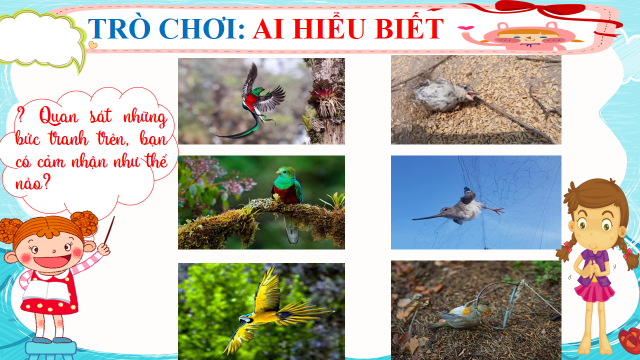 TRÒ CHƠI: AI HIỂU BIẾT
? Quan sát những
bức tranh trên, bạn
có cảm nhận như thế
nào?